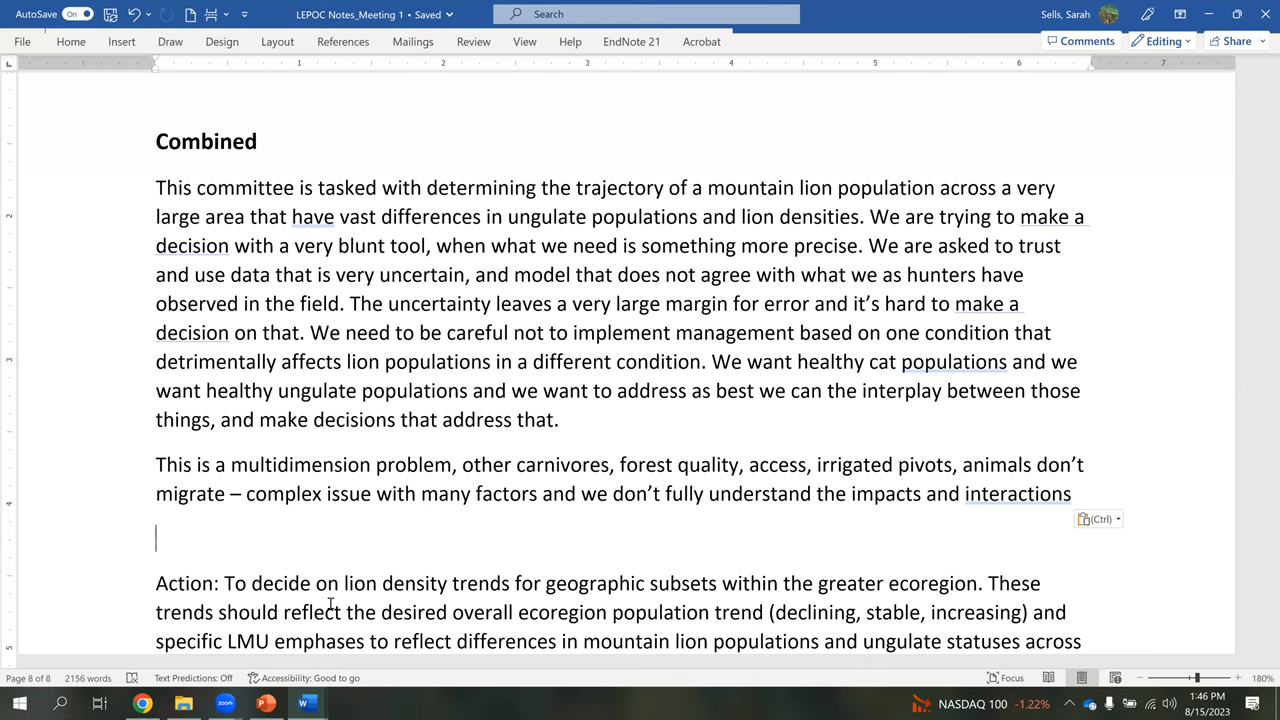 AutoSave On LEPOC Notes_Meeting 1 • Saved Search Sells, Sarah
File Home Insert Draw Design Layout References Mailings Review View Help EndNote 21 Acrobat Comments Editing Share
1 2 3 4 5 6 7
Combined
This committee is tasked with determining the trajectory of a mountain lion population across a very
large area that have vast differences in ungulate populations and lion densities. We are trying to make a
decision with a very blunt tool, when what we need is something more precise. We are asked to trust
and use data that is very uncertain, and model that does not agree with what we as hunters have
observed in the field. The uncertainty leaves a very large margin for error and it’s hard to make a
decision on that. We need to be careful not to implement management based on one condition that
detrimentally affects lion populations in a different condition. We want healthy cat populations and we
want healthy ungulate populations and we want to address as best we can the interplay between those
things, and make decisions that address that.
This is a multidimension problem, other carnivores, forest quality, access, irrigated pivots, animals don’t
migrate – complex issue with many factors and we don’t fully understand the impacts and interactions
(Ctrl)
Action: To decide on lion density trends for geographic subsets within the greater ecoregion. These
trends should reflect the desired overall ecoregion population trend (declining, stable, increasing) and
specific LMU emphases to reflect differences in mountain lion populations and ungulate statuses across
2
3
4
5
Page 8 of 8 2156 words Text Predictions: Off Accessibility: Good to go Focus 180%
zoom NASDAQ 100 -1.22% 1:46 PM
8/15/2023